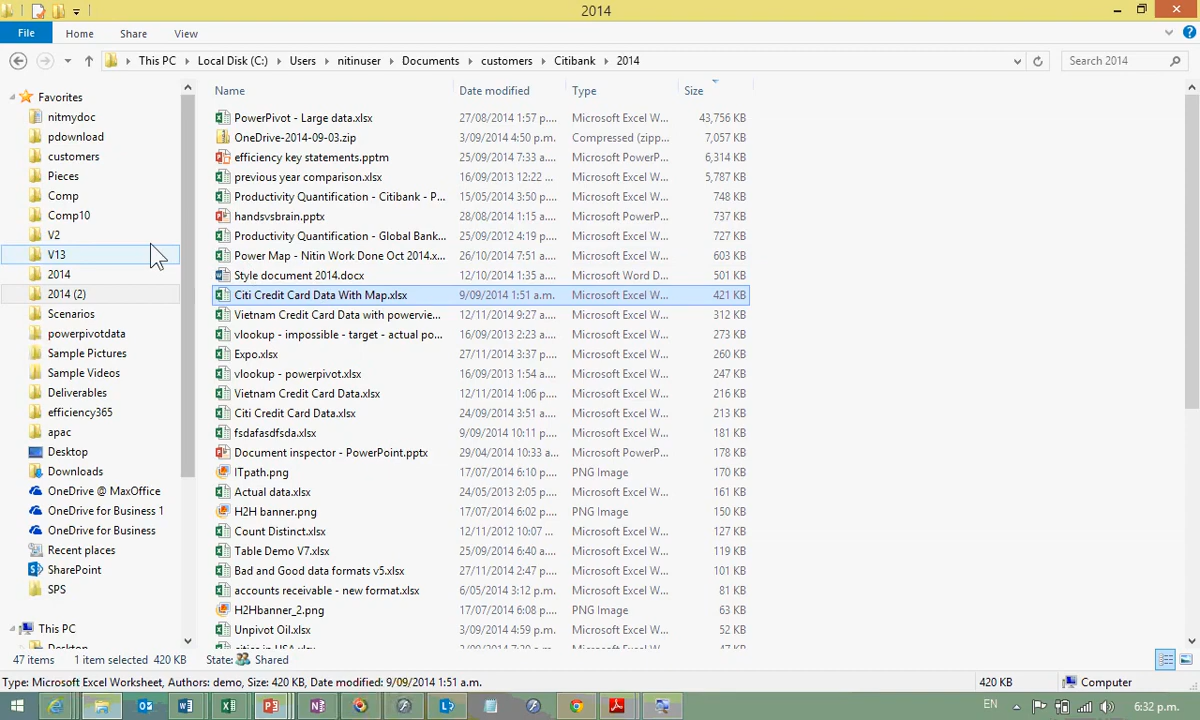 2014
File Home Share View
This PC Local Disk (C:) Users nitinuser Documents customers Citibank 2014 Search 2014
Name Date modified Type Size
Favorites
nitmydoc
pdownload
customers
Pieces
Comp
Comp10
V2
V13
2014
2014 (2)
Scenarios
powerpivotdata
Sample Pictures
Sample Videos
Deliverables
efficiency365
apac
Desktop
Downloads
OneDrive @ MaxOffice
OneDrive for Business 1
OneDrive for Business
Recent places
SharePoint
SPS
This PC
Desktop
PowerPivot - Large data.xlsx 27/08/2014 1:57 p.m. Microsoft Excel W... 43,756 KB
OneDrive-2014-09-03.zip 3/09/2014 4:50 p.m. Compressed (zipp... 7,057 KB
efficiency key statements.pptm 25/09/2014 7:33 a.... Microsoft PowerP... 6,314 KB
previous year comparison.xlsx 16/09/2013 12:22 ... Microsoft Excel W... 5,787 KB
Productivity Quantification - Citibank - P... 15/05/2014 3:50 p.... Microsoft Excel W... 748 KB
handsvsbrain.pptx 28/08/2014 1:15 a.... Microsoft PowerP... 737 KB
Productivity Quantification - Global Bank... 25/09/2012 4:19 p.... Microsoft Excel W... 727 KB
Power Map - Nitin Work Done Oct 2014.x... 26/10/2014 7:51 a.... Microsoft Excel W... 603 KB
Style document 2014.docx 12/10/2014 1:35 a.... Microsoft Word D... 501 KB
Citi Credit Card Data With Map.xlsx 9/09/2014 1:51 a.m. Microsoft Excel W... 421 KB
Vietnam Credit Card Data with powervie... 12/11/2014 9:27 a.... Microsoft Excel W... 312 KB
vlookup - impossible - target - actual po... 16/09/2013 2:23 a.... Microsoft Excel W... 273 KB
Expo.xlsx 27/11/2014 3:37 p.... Microsoft Excel W... 260 KB
vlookup - powerpivot.xlsx 16/09/2013 1:54 a.... Microsoft Excel W... 247 KB
Vietnam Credit Card Data.xlsx 12/11/2014 1:06 p.... Microsoft Excel W... 216 KB
Citi Credit Card Data.xlsx 24/09/2014 3:51 a.... Microsoft Excel W... 213 KB
fsdafasdfsda.xlsx 9/09/2014 10:11 p.... Microsoft Excel W... 181 KB
Document inspector - PowerPoint.pptx 29/04/2014 10:33 a... Microsoft PowerP... 178 KB
ITpath.png 17/07/2014 6:10 p.... PNG Image 170 KB
Actual data.xlsx 24/05/2013 2:05 p.... Microsoft Excel W... 161 KB
H2H banner.png 17/07/2014 6:02 p.... PNG Image 150 KB
Count Distinct.xlsx 12/11/2012 10:07 ... Microsoft Excel W... 127 KB
Table Demo V7.xlsx 25/09/2014 6:40 a.... Microsoft Excel W... 119 KB
Bad and Good data formats v5.xlsx 27/11/2014 2:47 p.... Microsoft Excel W... 101 KB
accounts receivable - new format.xlsx 6/05/2014 3:12 p.m. Microsoft Excel W... 81 KB
H2Hbanner_2.png 17/07/2014 6:08 p.... PNG Image 63 KB
Unpivot Oil.xlsx 3/09/2014 4:59 p.m. Microsoft Excel W... 52 KB
47 items 1 item selected 420 KB State: Shared
Type: Microsoft Excel Worksheet, Authors: demo, Size: 420 KB, Date modified: 9/09/2014 1:51 a.m. 420 KB Computer
EN 6:32 p.m.